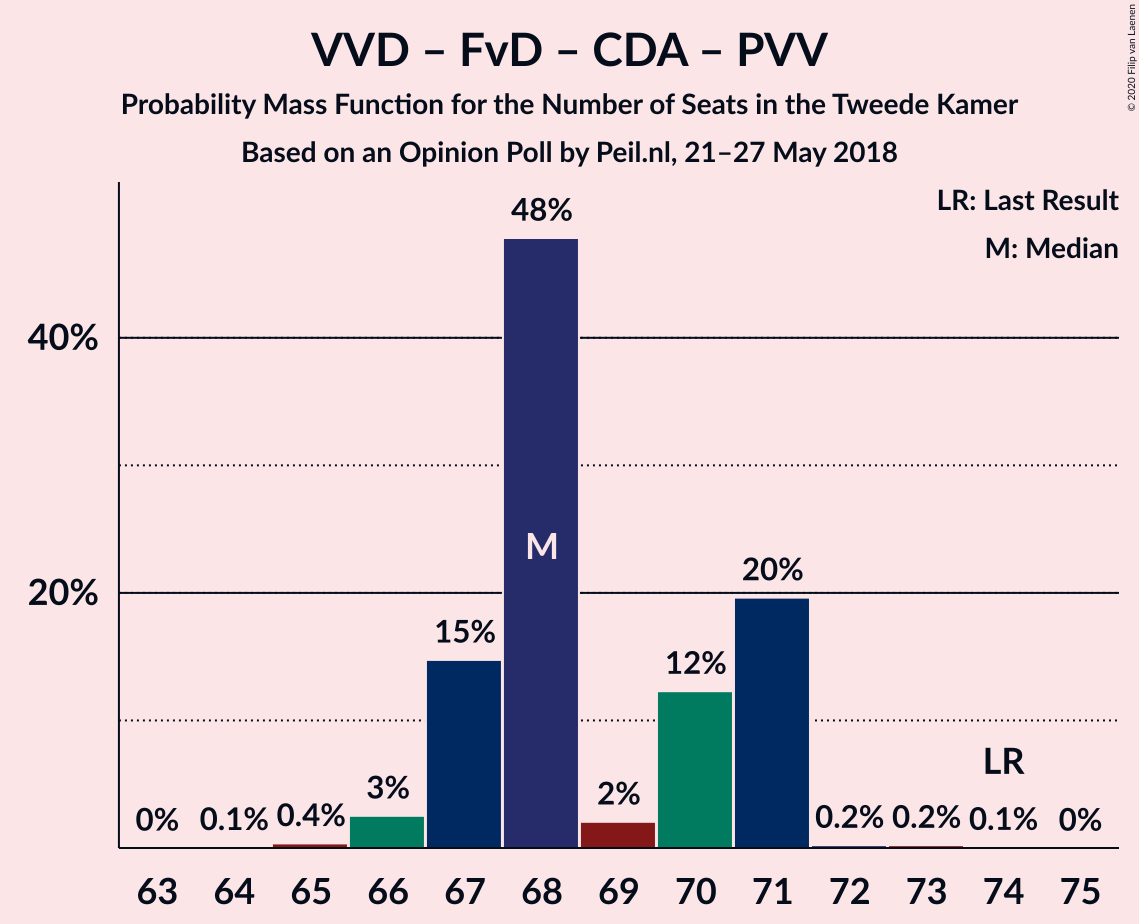 VVD – FvD – CDA – PVV
Probability Mass Function for the Number of Seats in the Tweede Kamer
Based on an Opinion Poll by Peil.nl, 21–27 May 2018
© 2020 Filip van Laenen
LR: Last Result
M: Median
40%
20%
0%
0.1%
0.4%
3%
15%
48%
M
2%
12%
20%
0.2%
0.2%
LR
0.1%
0%
63 64 65 66 67 68 69 70 71 72 73 74 75